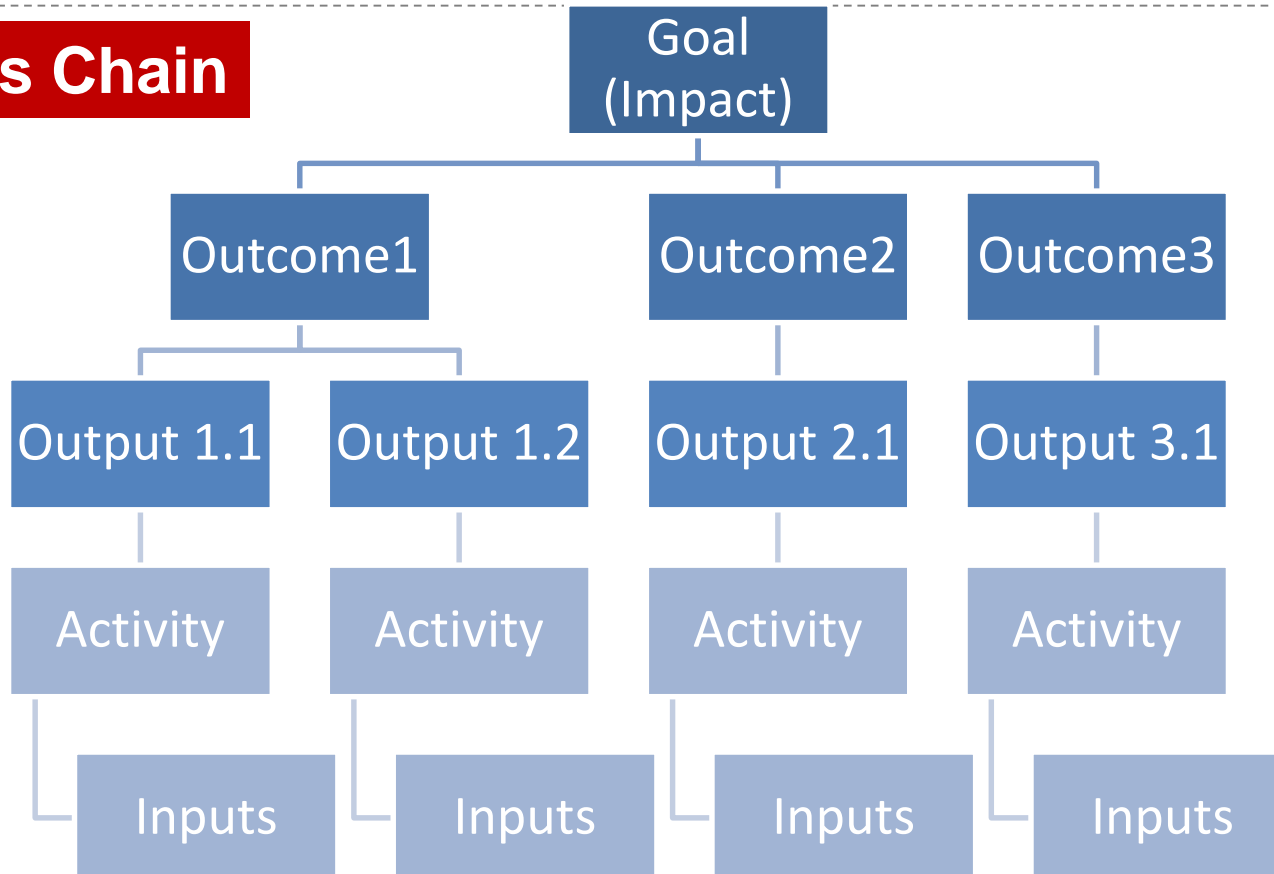 s Chain
Goal
(Impact)
Outcome1
Outcome2
Outcome3
Output 1.1
Output 1.2
Output 2.1
Output 3.1
Activity
Activity
Activity
Activity
Inputs
Inputs
Inputs
Inputs